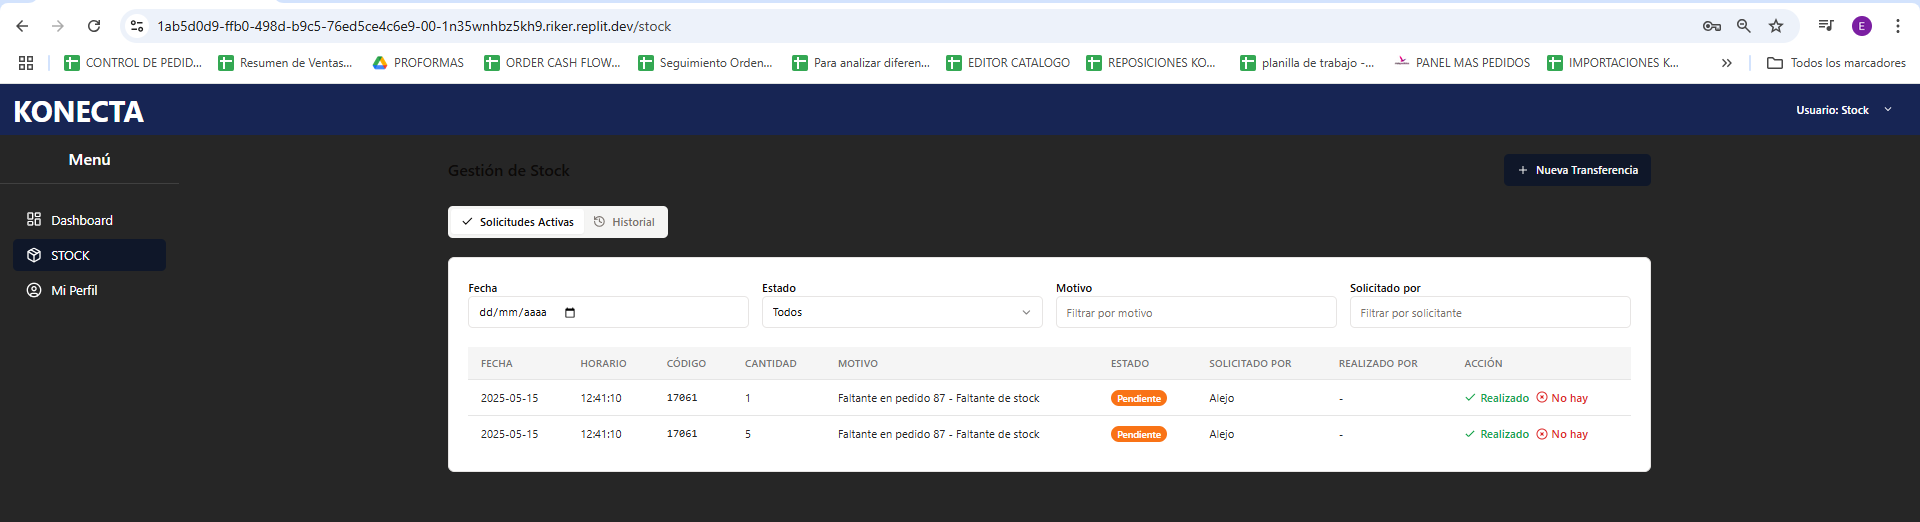 1ab5d0d9-ffb0-498d-b9c5-76ed5ce4c6e9-00-1n35wnhbz5kh9.riker.replit.dev/stock
E
CONTROL DE PEDID... Resumen de Ventas... PROFORMAS ORDER CASH FLOW... Seguimiento Orden... Para analizar diferen... EDITOR CATALOGO REPOSICIONES KO... planilla de trabajo -... PANEL MAS PEDIDOS IMPORTACIONES K... » Todos los marcadores
KONECTA
Usuario: Stock
Menú
Dashboard
STOCK
Mi Perfil
Gestión de Stock
+ Nueva Transferencia
Solicitudes Activas Historial
Fecha Estado Motivo Solicitado por
dd/mm/aaaa Todos Filtrar por motivo Filtrar por solicitante
FECHA HORARIO CÓDIGO CANTIDAD MOTIVO ESTADO SOLICITADO POR REALIZADO POR ACCIÓN
2025-05-15 12:41:10 17061 1 Faltante en pedido 87 - Faltante de stock Pendiente Alejo - Realizado No hay
2025-05-15 12:41:10 17061 5 Faltante en pedido 87 - Faltante de stock Pendiente Alejo - Realizado No hay